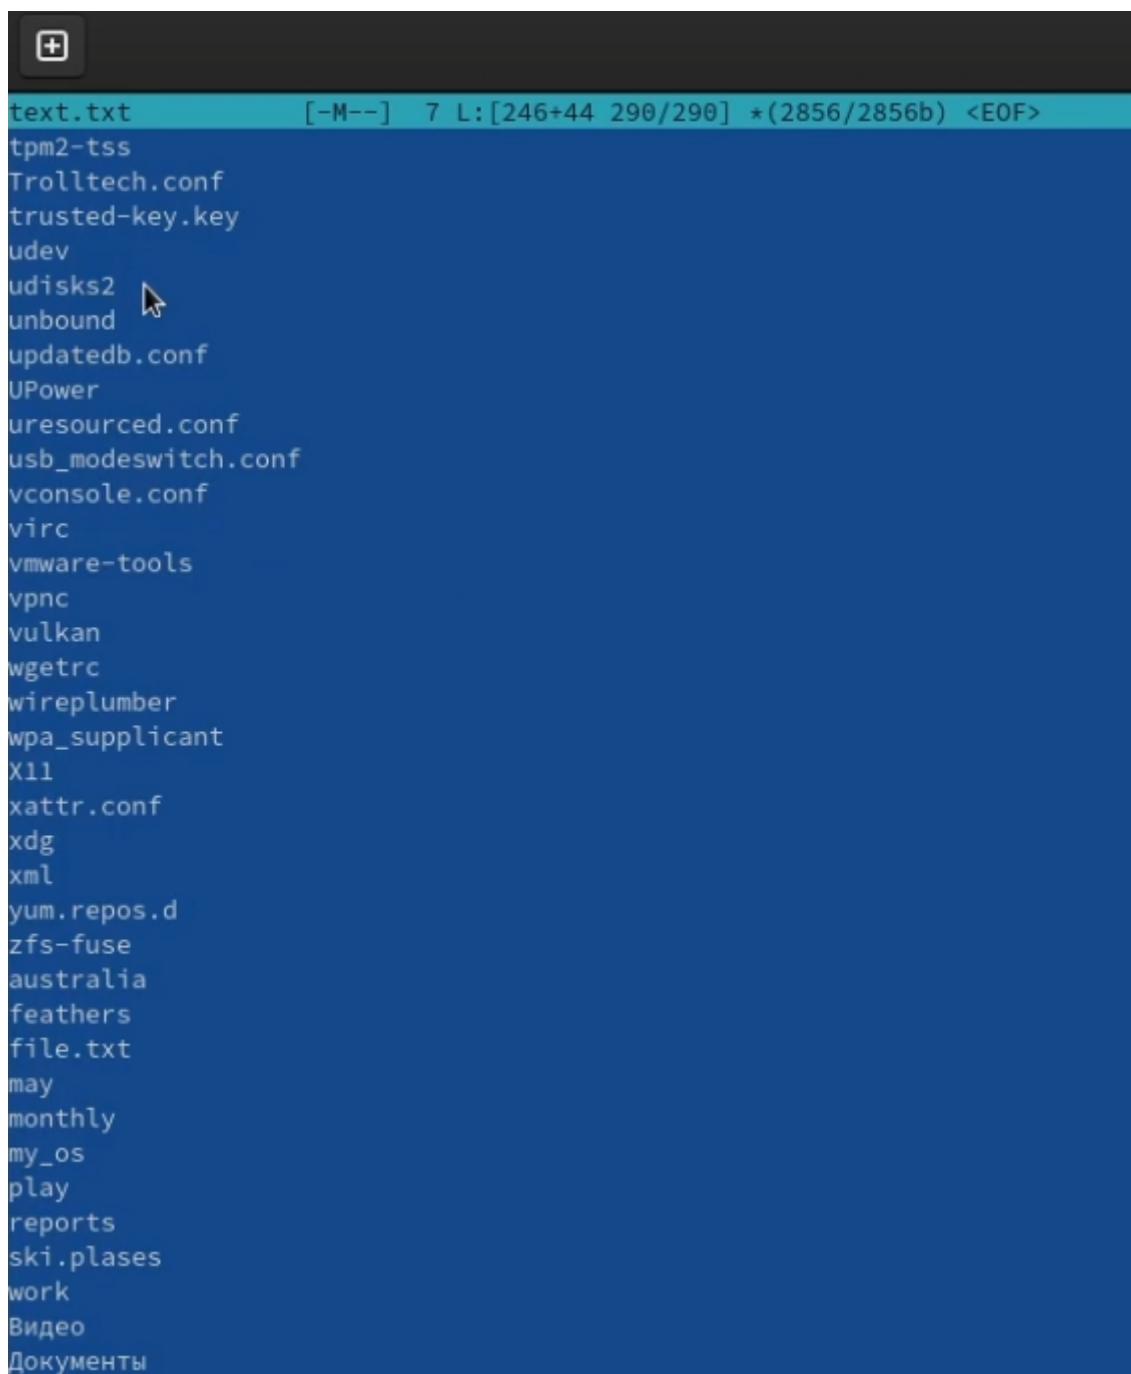 text.txt [-M--] 7 L:[246+44 290/290] *(2856/2856b) <EOF>
tpm2-tss
Trolltech.conf
trusted-key.key
udev
udisks2
unbound
updatedb.conf
UPower
uresourced.conf
usb_modeswitch.conf
vconsole.conf
virc
vmware-tools
vpnc
vulkan
wgetrc
wireplumber
wpa_supplicant
X11
xattr.conf
xdg
xml
yum.repos.d
zfs-fuse
australia
feathers
file.txt
may
monthly
my_os
play
reports
ski.plases
work
Видео
Документы